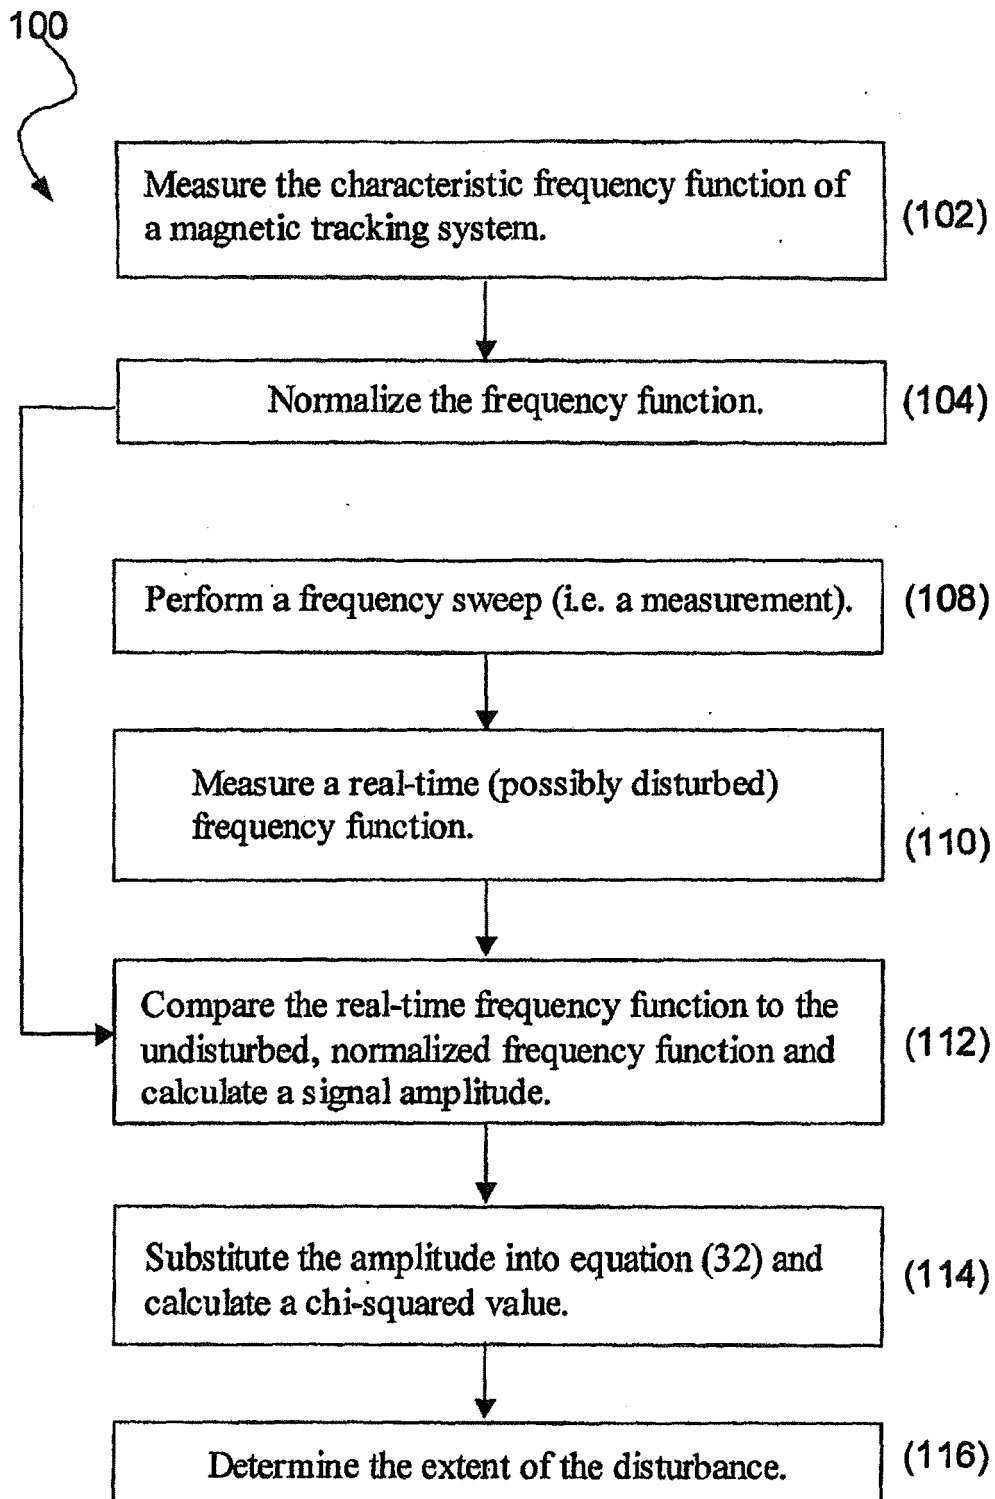 100
Measure the characteristic frequency function of
a magnetic tracking system.
(102)
Normalize the frequency function.
(104)
Perform a frequency sweep (i.e. a measurement).
(108)
Measure a real-time (possibly disturbed)
frequency function.
(110)
Compare the real-time frequency function to the
undisturbed, normalized frequency function and
calculate a signal amplitude.
(112)
Substitute the amplitude into equation (32) and
calculate a chi-squared value.
(114)
Determine the extent of the disturbance.
(116)